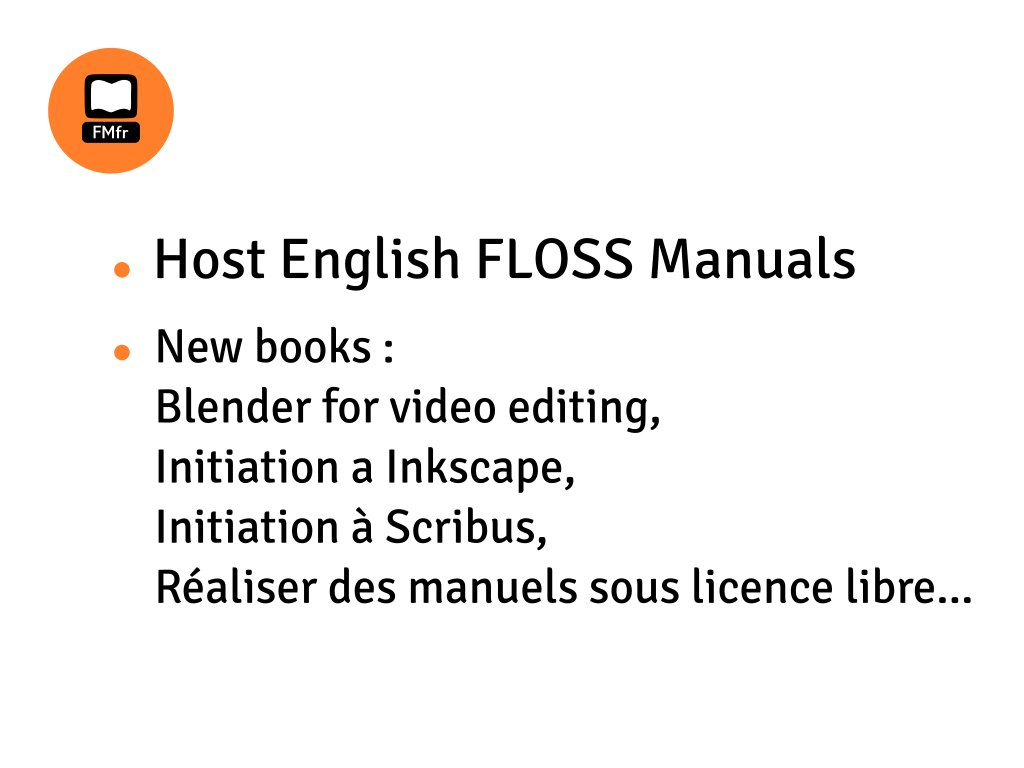 FMfr
Host English FLOSS Manuals
New books :
Blender for video editing,
Initiation a Inkscape,
Initiation à Scribus,
Réaliser des manuels sous licence libre...